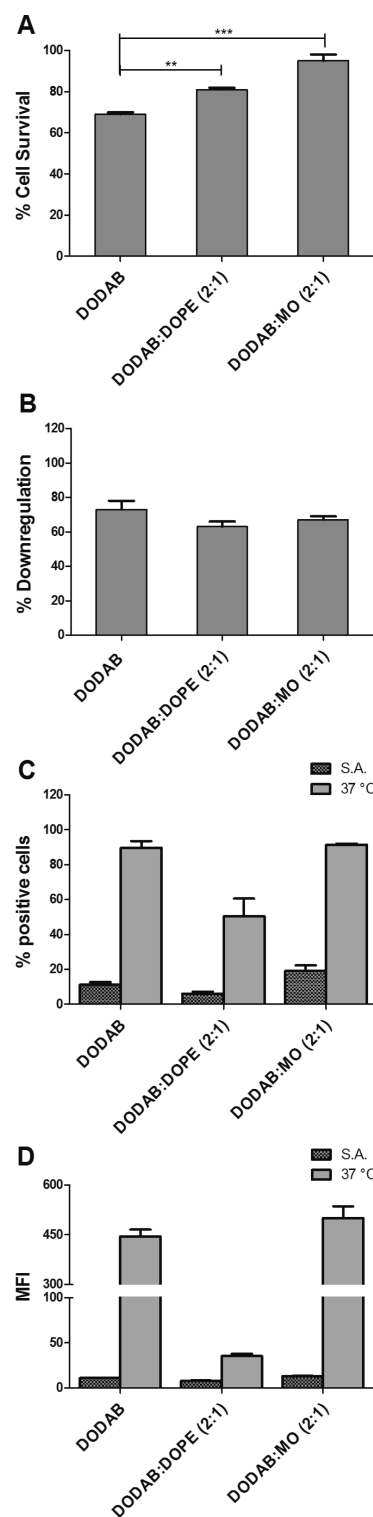 A
***
**
100
80
60
40
20
0
% Cell Survival
DODAB
DODAB:DOPE (2:1)
DODAB:MO (2:1)
B
120
100
80
60
40
20
0
% Downregulation
DODAB
DODAB:DOPE (2:1)
DODAB:MO (2:1)
C
S.A.
37 °C
120
100
80
60
40
20
0
% positive cells
DODAB
DODAB:DOPE (2:1)
DODAB:MO (2:1)
D
S.A.
37 °C
600
450
300
100
50
0
MFI
DODAB
DODAB:DOPE (2:1)
DODAB:MO (2:1)